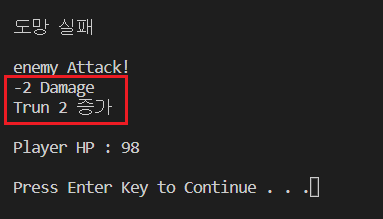 도망 실패
enemy Attack!
-2 Damage
Trun 2 증가
Player HP : 98
Press Enter Key to Continue . . .